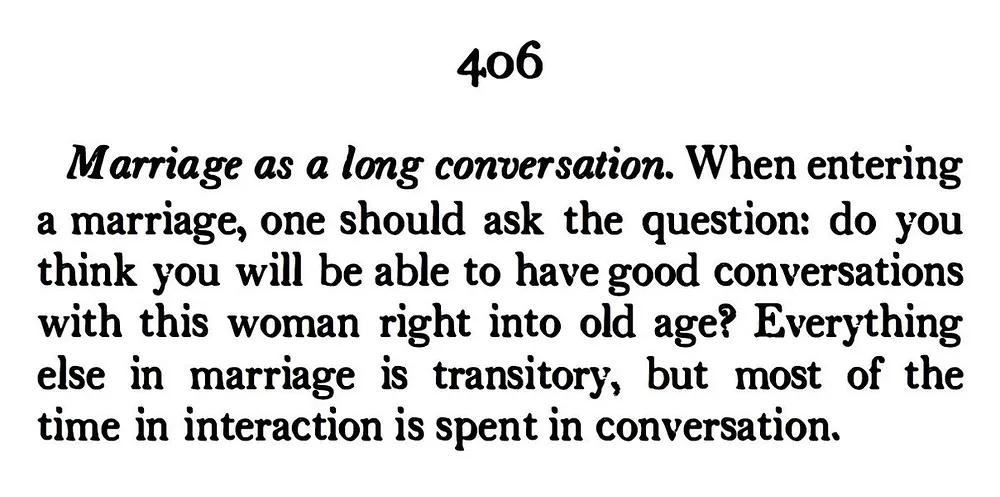 406
Marriage as a long conversation. When entering
a marriage, one should ask the question: do you
think you will be able to have good conversations
with this woman right into old age? Everything
else in marriage is transitory, but most of the
time in interaction is spent in conversation.